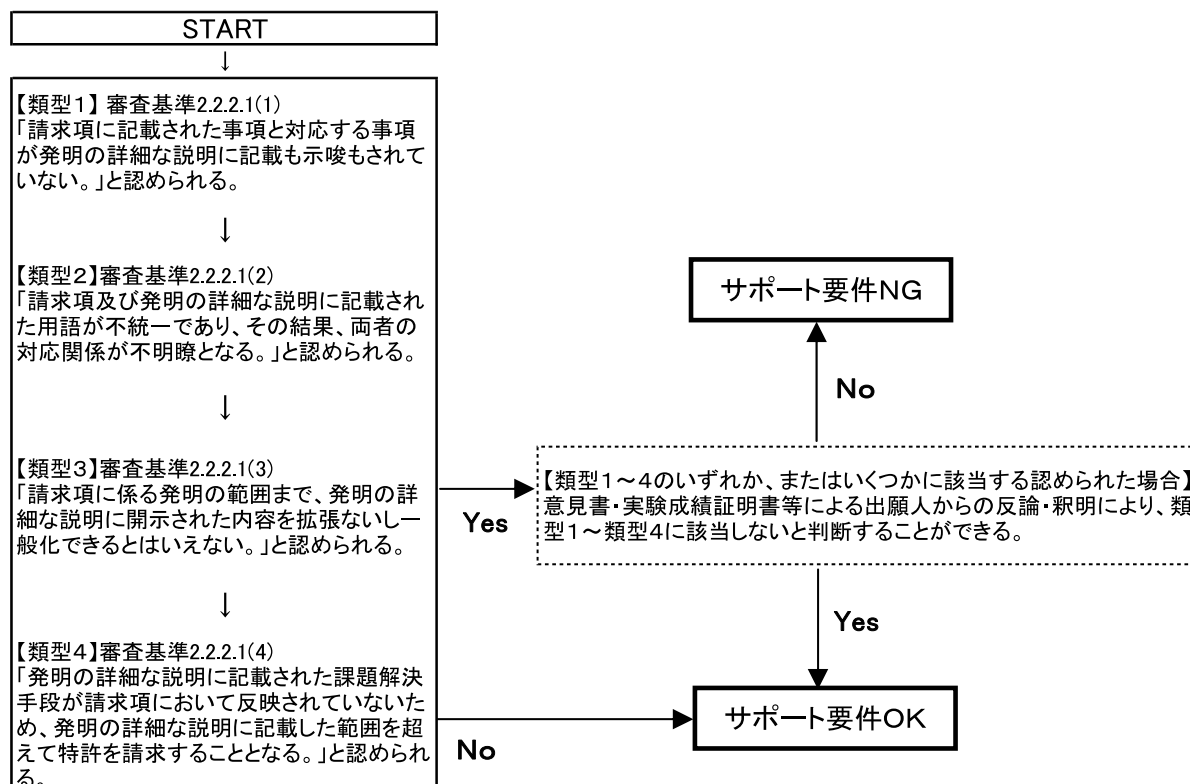 START
↓
【類型1】 審査基準2.2.2.1(1)
「請求項に記載された事項と対応する事項
が発明の詳細な説明に記載も示唆もされて
いない。」と認められる。
↓
【類型2】審査基準2.2.2.1(2)
「請求項及び発明の詳細な説明に記載され
た用語が不統一であり、その結果、両者の
対応関係が不明瞭となる。」と認められる。
↓
【類型3】審査基準2.2.2.1(3)
「請求項に係る発明の範囲まで、発明の詳
細な説明に開示された内容を拡張ないし一
般化できるとはいえない。」と認められる。
↓
【類型4】審査基準2.2.2.1(4)
「発明の詳細な説明に記載された課題解決
手段が請求項において反映されていないた
め、発明の詳細な説明に記載した範囲を超
えて特許を請求することとなる。」と認められ
る。
Yes
No
【類型1~4のいずれか、またはいくつかに該当する認められた場合】
意見書・実験成績証明書等による出願人からの反論・釈明により、類
型1~類型4に該当しないと判断することができる。
No
サポート要件NG
Yes
サポート要件OK